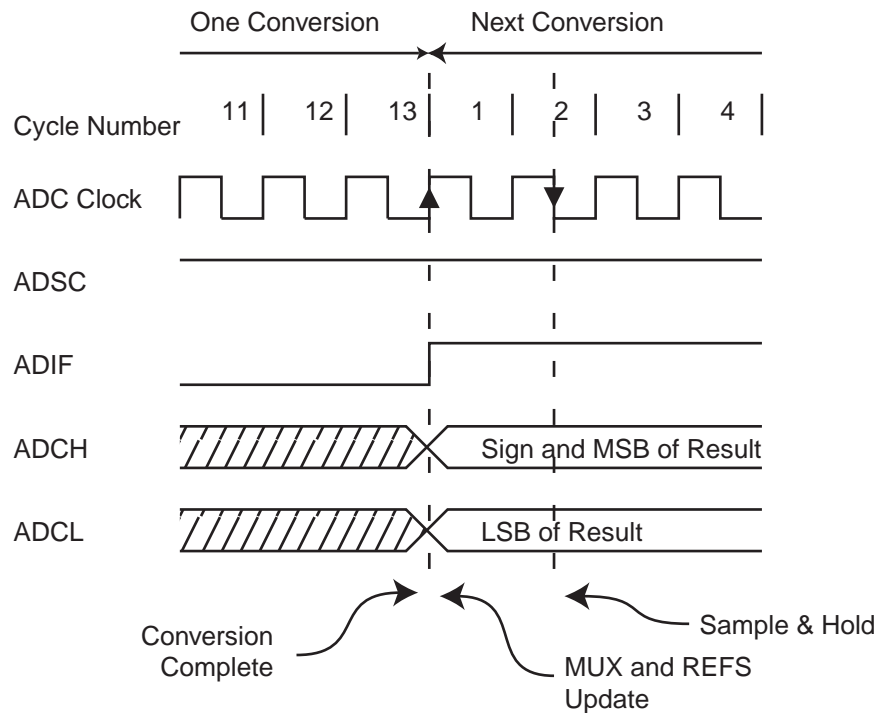 One Conversion Next Conversion
Cycle Number 11 12 13 1 2 3 4
ADC Clock
ADSC
ADIF
ADCH Sign and MSB of Result
ADCL LSB of Result
Conversion
Complete
MUX and REFS
Update
Sample & Hold